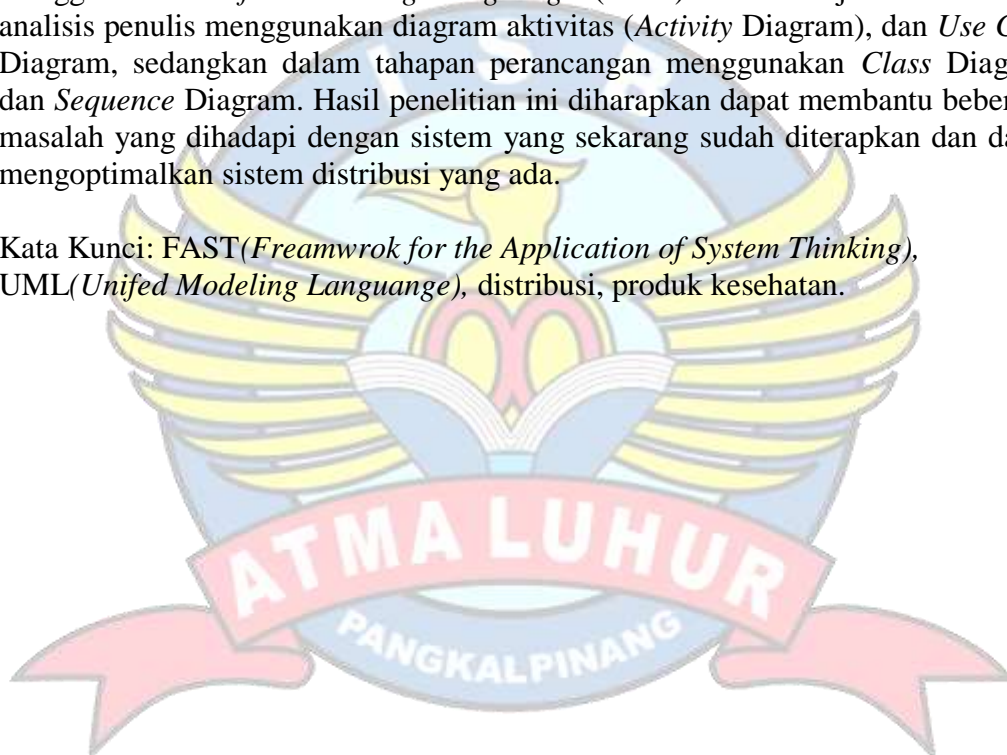 analisis penulis menggunakan diagram aktivitas (Activity Diagram), dan Use
Diagram, sedangkan dalam tahapan perancangan menggunakan Class
dan Sequence Diagram. Hasil penelitian ini diharapkan dapat membantu
masalah yang dihadapi dengan sistem yang sekarang sudah diterapkan dan
mengoptimalkan sistem distribusi yang ada.
Kata Kunci: FAST(Freamwrok for the Application of System Thinking),
UML(Unifed Modeling Languange), distribusi, produk kesehatan.
ISB
ATMA LUHUR
PANGKALPINANG